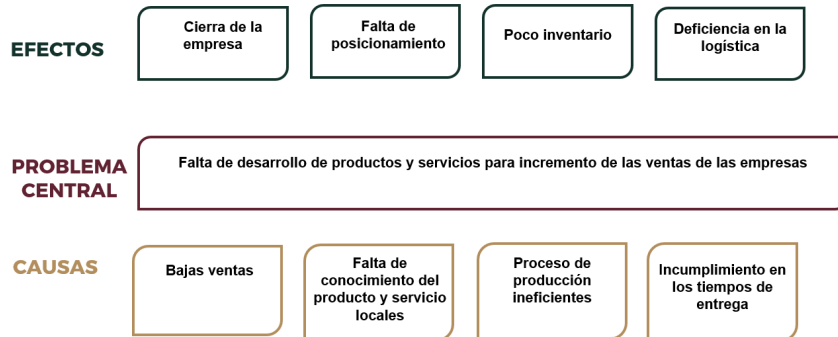 EFECTOS
Cierra de la
empresa
Falta de
posicionamiento
Poco inventario
Deficiencia en la
logística
PROBLEMA
CENTRAL
Falta de desarrollo de productos y servicios para incremento de las ventas de las empresas
CAUSAS
Bajas ventas
Falta de
conocimiento del
producto y servicio
locales
Proceso de
producción
ineficientes
Incumplimiento en
los tiempos de
entrega